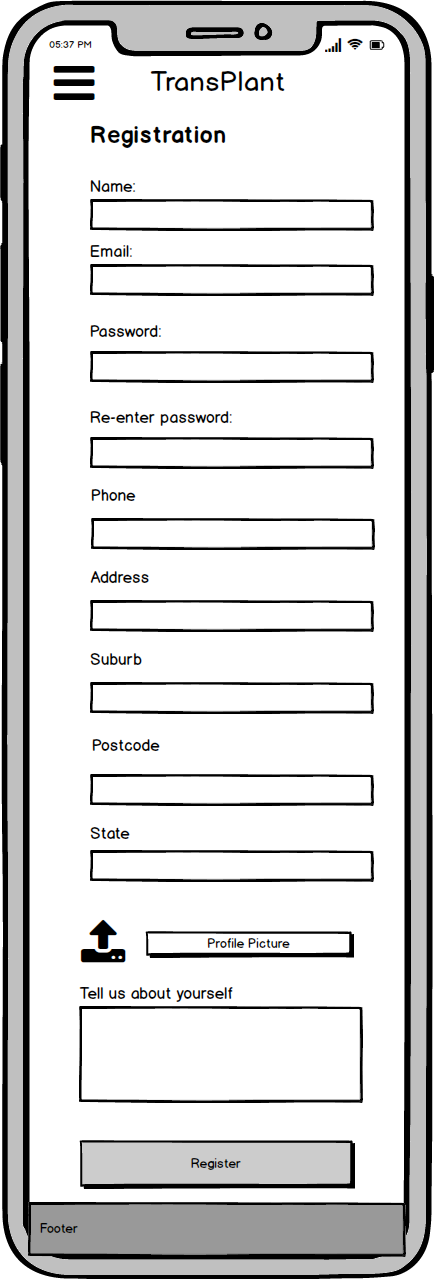 05:37 PM
TransPlant
Registration
Name:
Email:
Password:
Re-enter password:
Phone
Address
Suburb
Postcode
State
Profile Picture
Tell us about yourself
Register
Footer